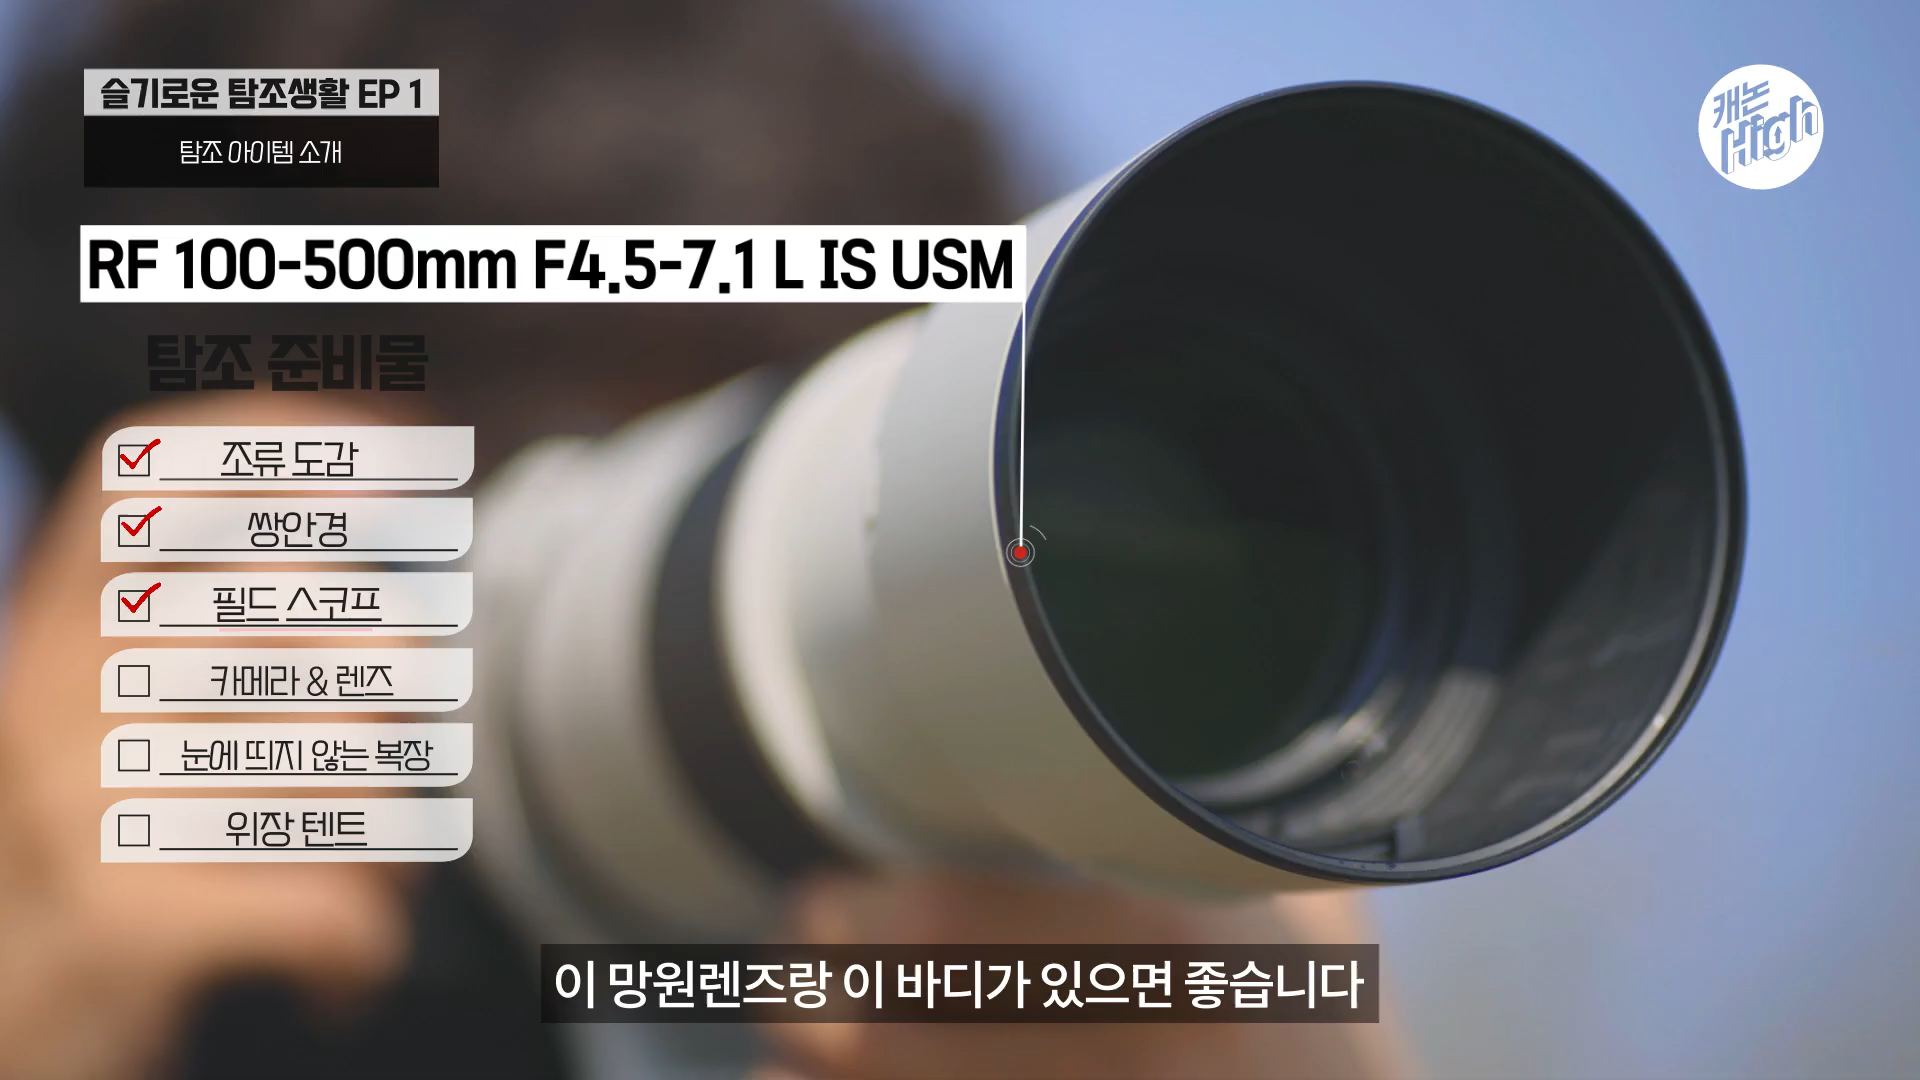 슬기로운 탐조생활 EP 1
탐조 아이템 소개
캐논
High
RF 100-500mm F4.5-7.1 L IS USM
탐조 준비물
조류 도감
쌍안경
필드 스코프
카메라 & 렌즈
눈에 띄지 않는 복장
위장 텐트
이 망원렌즈랑 이 바디가 있으면 좋습니다